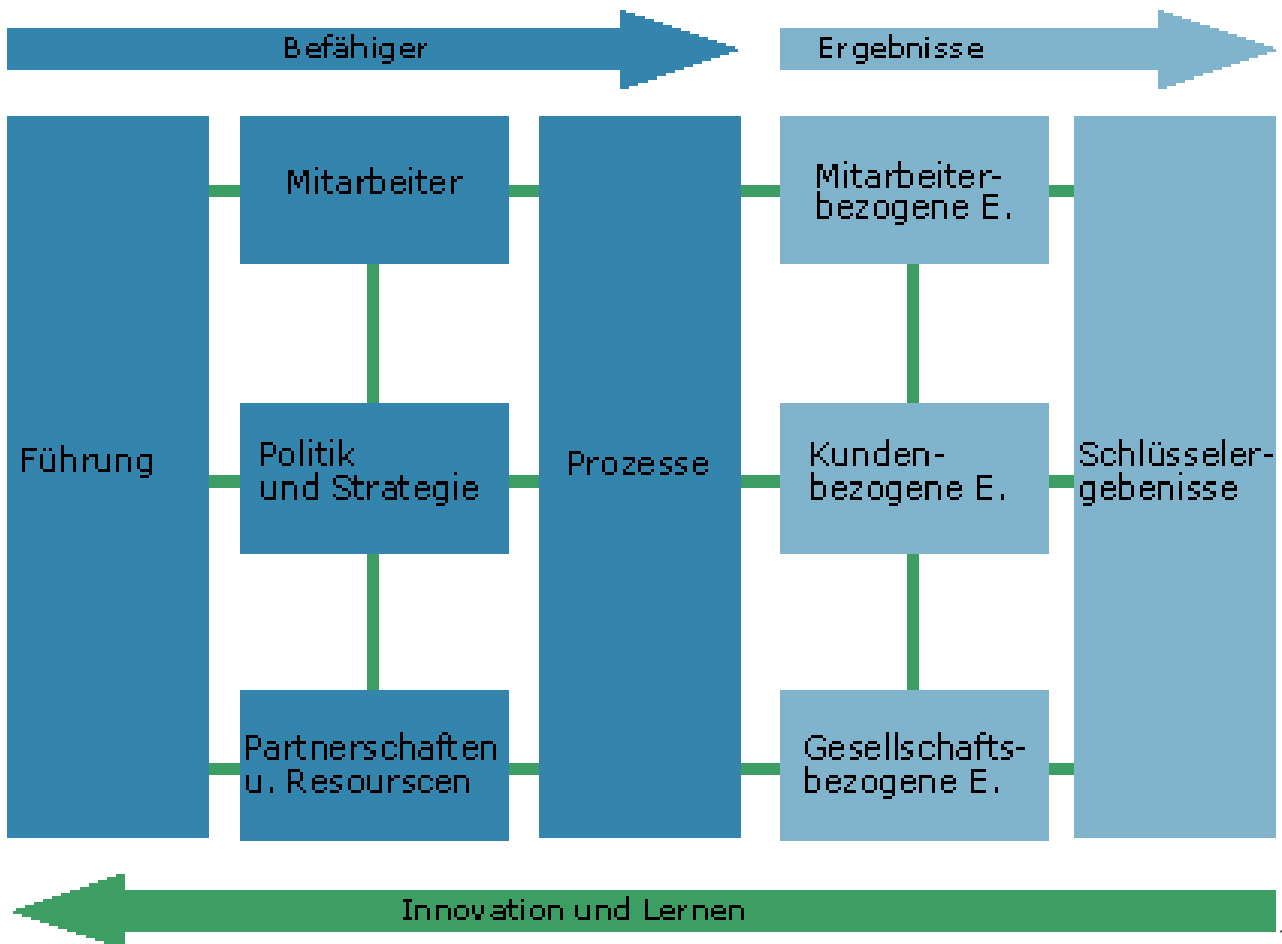 Befähiger
Ergebnisse
Führung
Mitarbeiter
Politik
und Strategie
Partnerschaften
u. Resourscen
Prozesse
Mitarbeiter-
bezogene E.
Kunden-
bezogene E.
Gesellschafts-
bezogene E.
Schlüsseler-
gebenisse
Innovation und Lernen